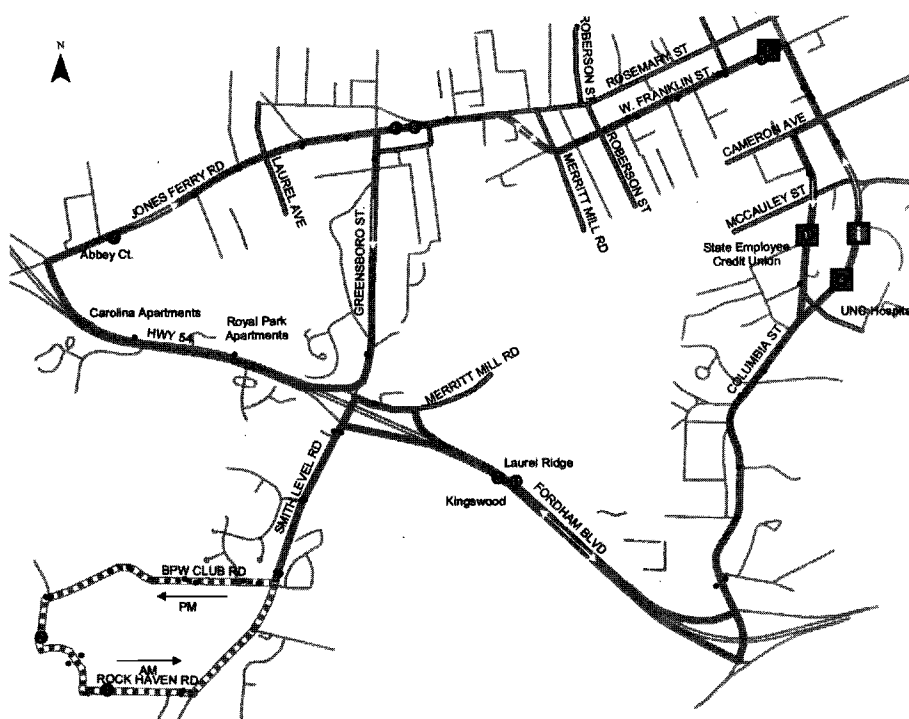 N
ROBERSON ST
ROSEMARY ST
W. FRANKLIN ST.
CAMERON AVE
JONES FERRY RD
LAUREL AVE
MERRITT MILL RD
ROBERSON ST
MCCAULEY ST
Abbey Ct.
GREENSBORO ST.
State Employee
Credit Union
UNC Hospita
Carolina Apartments
HWY 54
Royal Park
Apartments
COLUMBIA ST.
MERRITT MILL RD
SMITH LEVEL RD
Laurel Ridge
Kingswood
FORDHAM BLVD
BPW CLUB RD
PM
AM
ROCK HAVEN RD